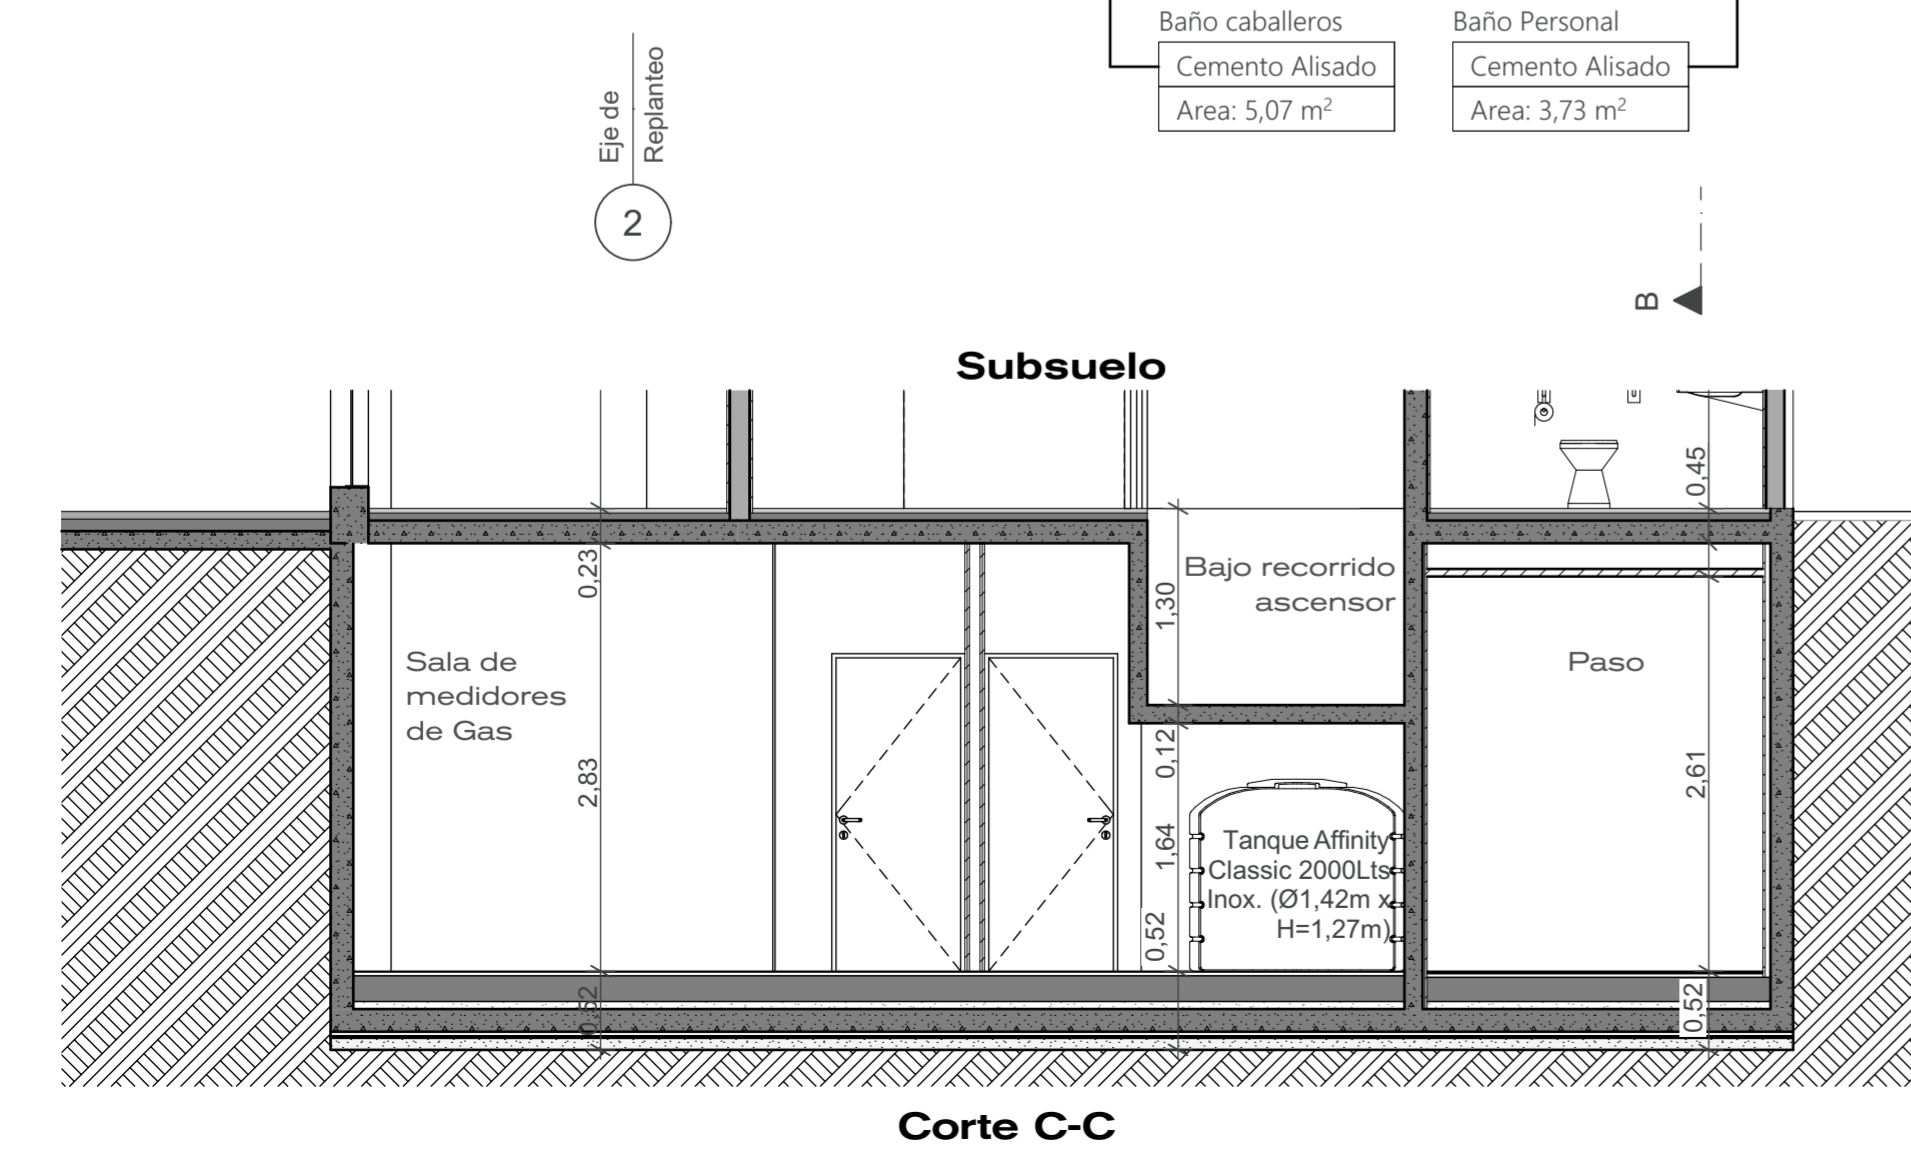 Baño caballeros
Cemento Alisado
Area: 5,07 m²
Baño Personal
Cemento Alisado
Area: 3,73 m²
Eje de
Replanteo
2
B
Subsuelo
0,45
0,23
1,30
Bajo recorrido
ascensor
Sala de
medidores
de Gas
Paso
2,83
0,12
2,61
1,64
Tanque Affinity
Classic 2000Lts
Inox. (Ø1,42m x
H=1,27m)
0,52
0,52
0,52
Corte C-C